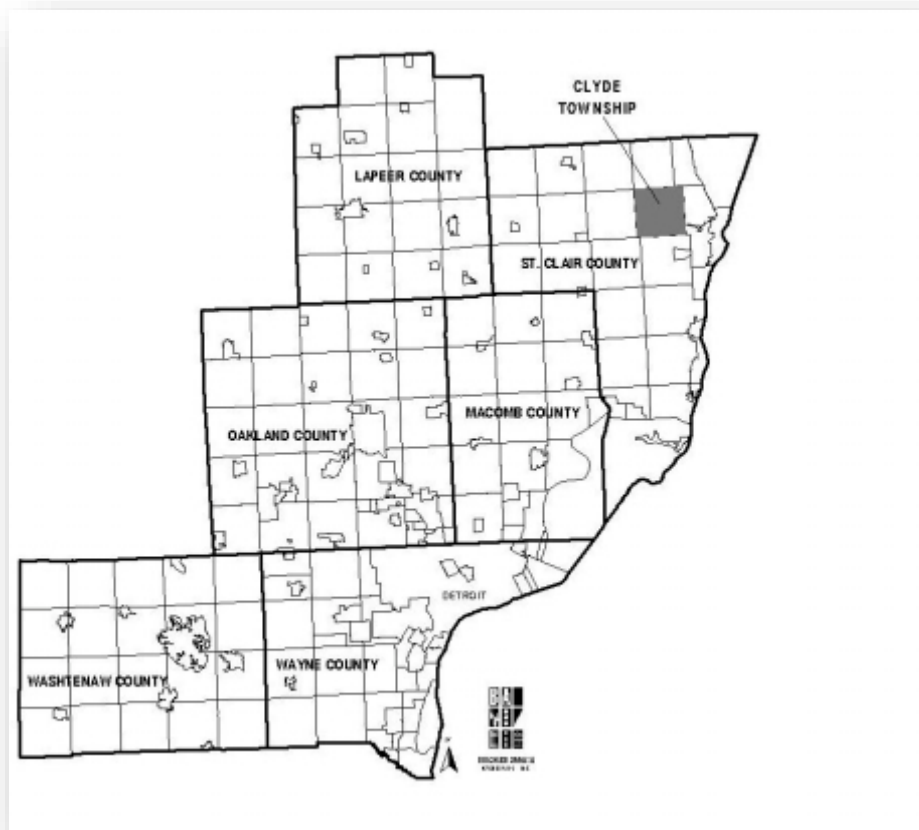 CLYDE
TOWNSHIP
LAPEER COUNTY
ST. CLAIR COUNTY
MACOMB COUNTY
OAKLAND COUNTY
DETROIT
WAYNE COUNTY
WASHTENAW COUNTY